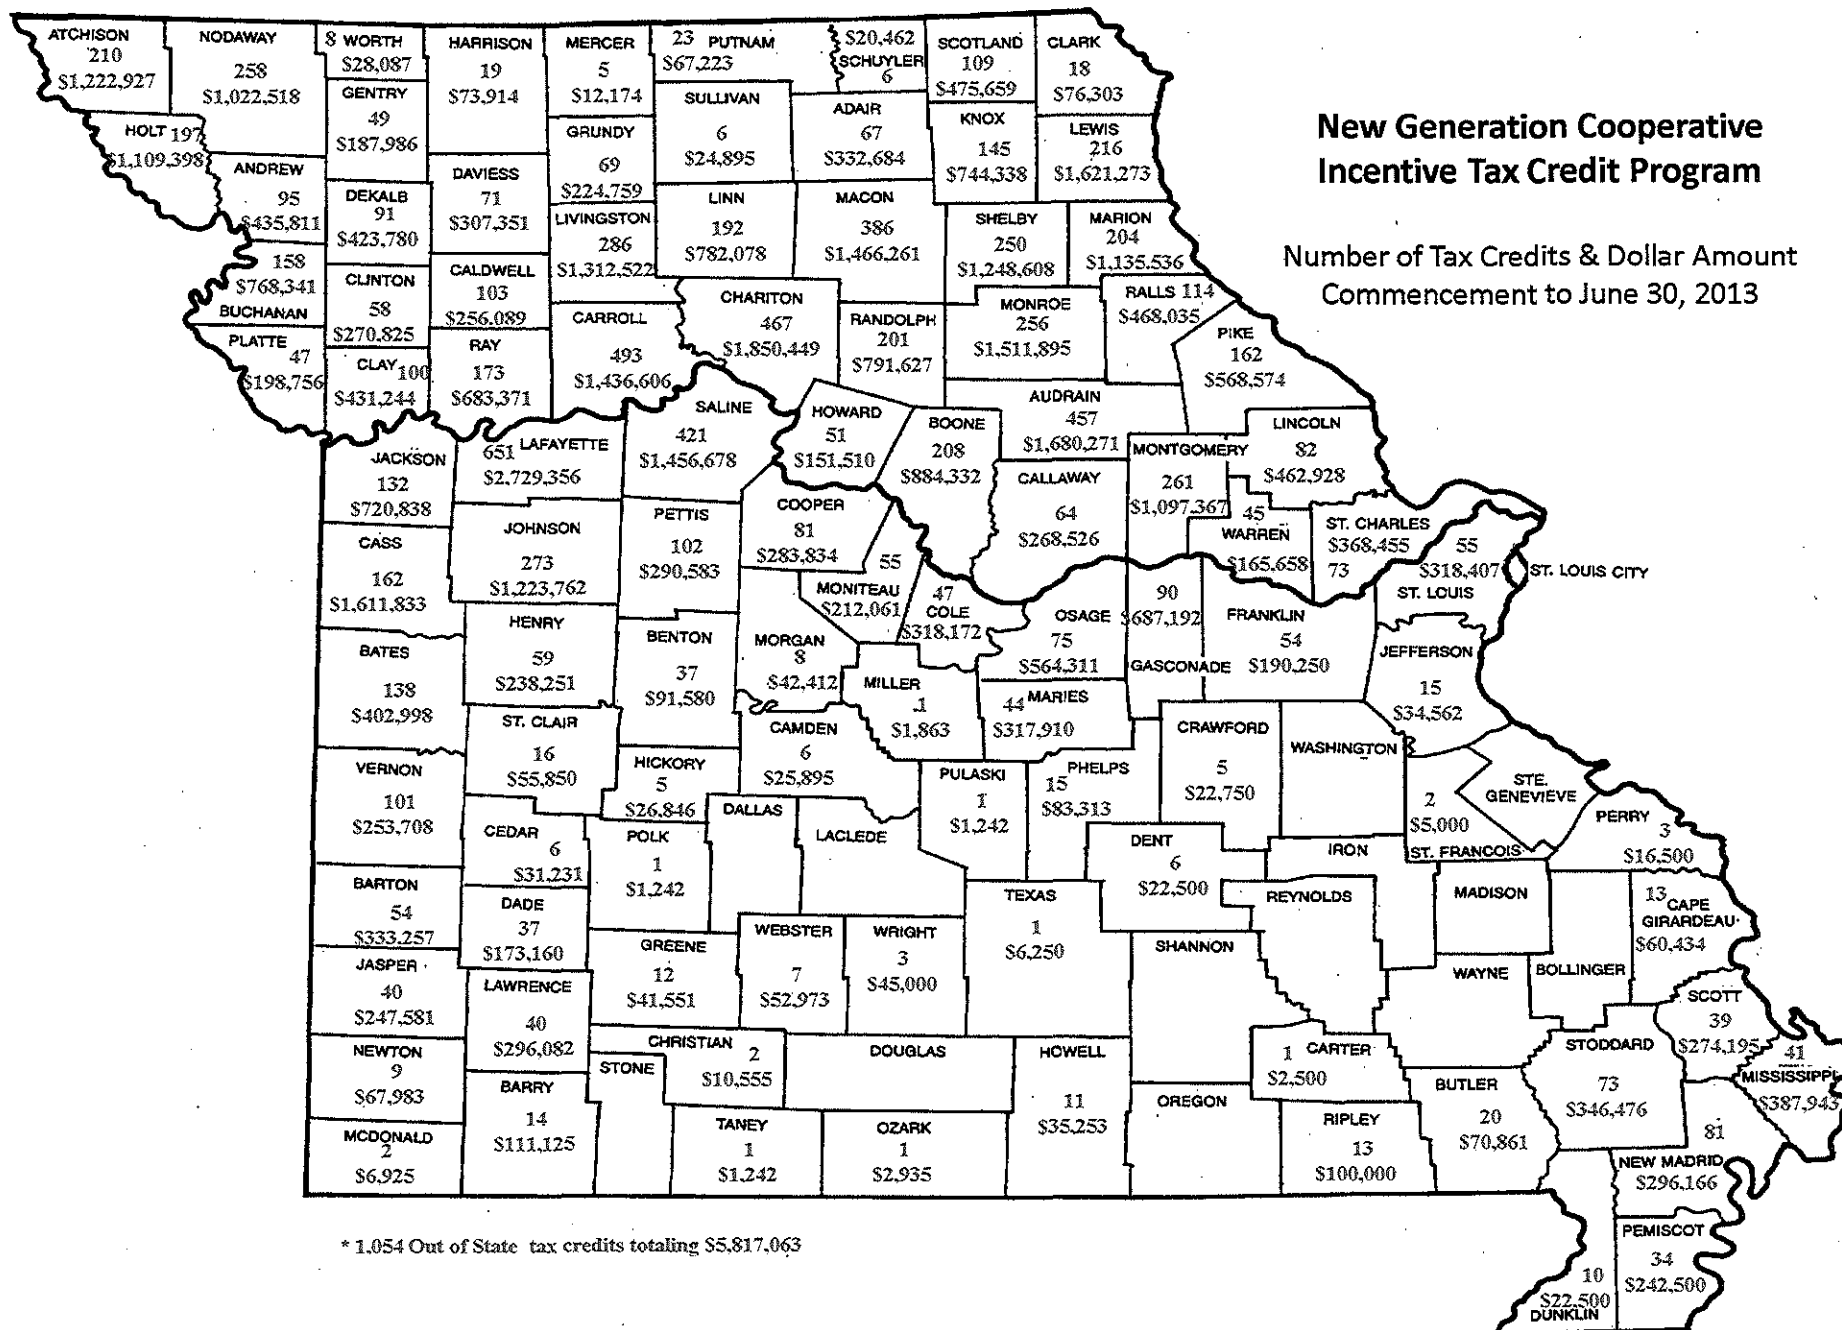 New Generation Cooperative
Incentive Tax Credit Program
Number of Tax Credits & Dollar Amount
Commencement to June 30, 2013
ATCHISON
210
$1,222,927
NODAWAY
258
$1,022,518
8 WORTH
$28,087
HARRISON
19
$73,914
MERCER
5
$12,174
23 PUTNAM
$67,223
$20,462
SCHUYLER
6
SCOTLAND
109
$475,659
CLARK
18
$76,303
HOLT 197
$1,109,398
GENTRY
49
$187,986
GRUNDY
69
$224,759
SULLIVAN
6
$24,895
ADAIR
67
$332,684
KNOX
145
$744,338
LEWIS
216
$1,621,273
ANDREW
95
$435,811
DEKALB
91
$423,780
DAVIESS
71
$307,351
LIVINGSTON
286
$1,312,522
LINN
192
$782,078
MACON
386
$1,466,261
SHELBY
250
$1,248,608
MARION
204
$1,135,536
158
$768,341
BUCHANAN
CLINTON
58
$270,825
CALDWELL
103
$256,089
CARROLL
493
$1,436,606
CHARITON
467
$1,850,449
RANDOLPH
201
$791,627
MONROE
256
$1,511,895
RALLS 114
$468,035
PIKE
162
$568,574
PLATTE
47
$198,756
CLAY 100
$431,244
RAY
173
$683,371
SALINE
421
$1,456,678
HOWARD
51
$151,510
BOONE
208
$884,332
AUDRAIN
457
$1,680,271
MONTGOMERY
261
$1,097,367
LINCOLN
82
$462,928
JACKSON
132
$720,838
651 LAFAYETTE
$2,729,356
COOPER
81
$283,834
CALLAWAY
64
$268,526
45
WARREN
$165,658
ST. CHARLES
$368,455
73
55
$318,407
ST. LOUIS
ST. LOUIS CITY
CASS
162
$1,611,833
JOHNSON
273
$1,223,762
PETTIS
102
$290,583
55
MONITEAU
$212,061
47
COLE
$318,172
OSAGE
75
$564,311
90
$687,192
GASCONADE
FRANKLIN
54
$190,250
JEFFERSON
15
$34,562
BATES
138
$402,998
HENRY
59
$238,251
BENTON
37
$91,580
MORGAN
8
$42,412
MILLER
1
$1,863
44 MARIES
$317,910
ST. CLAIR
16
$55,850
CAMDEN
6
$25,895
CRAWFORD
5
$22,750
WASHINGTON
VERNON
101
$253,708
HICKORY
5
$26,846
PULASKI
1
$1,242
PHELPS
15
$83,313
2
$5,000
ST. FRANCOIS
STE.
GENEVIEVE
PERRY 3
$16,500
CEDAR
6
$31,231
POLK
1
$1,242
DALLAS
LACLEDE
DENT
6
$22,500
IRON
REYNOLDS
MADISON
13
CAPE
GIRARDEAU
$60,434
BARTON
54
$333,257
DADE
37
$173,160
GREENE
12
$41,551
WEBSTER
7
$52,973
WRIGHT
3
$45,000
TEXAS
1
$6,250
SHANNON
WAYNE
BOLLINGER
JASPER
40
$247,581
LAWRENCE
40
$296,082
SCOTT
39
$274,195
NEWTON
9
$67,983
CHRISTIAN 2
$10,555
STONE
DOUGLAS
HOWELL
11
$35,253
1 CARTER
$2,500
STODDARD
73
$346,476
41
MISSISSIPPI
$387,943
BARRY
14
$111,125
OREGON
BUTLER
20
$70,861
MCDONALD
2
$6,925
TANEY
1
$1,242
OZARK
1
$2,935
RIPLEY
13
$100,000
81
NEW MADRID
$296,166
PEMISCOT
34
$242,500
10
$22,500
DUNKLIN
* 1,054 Out of State tax credits totaling $5,817,063